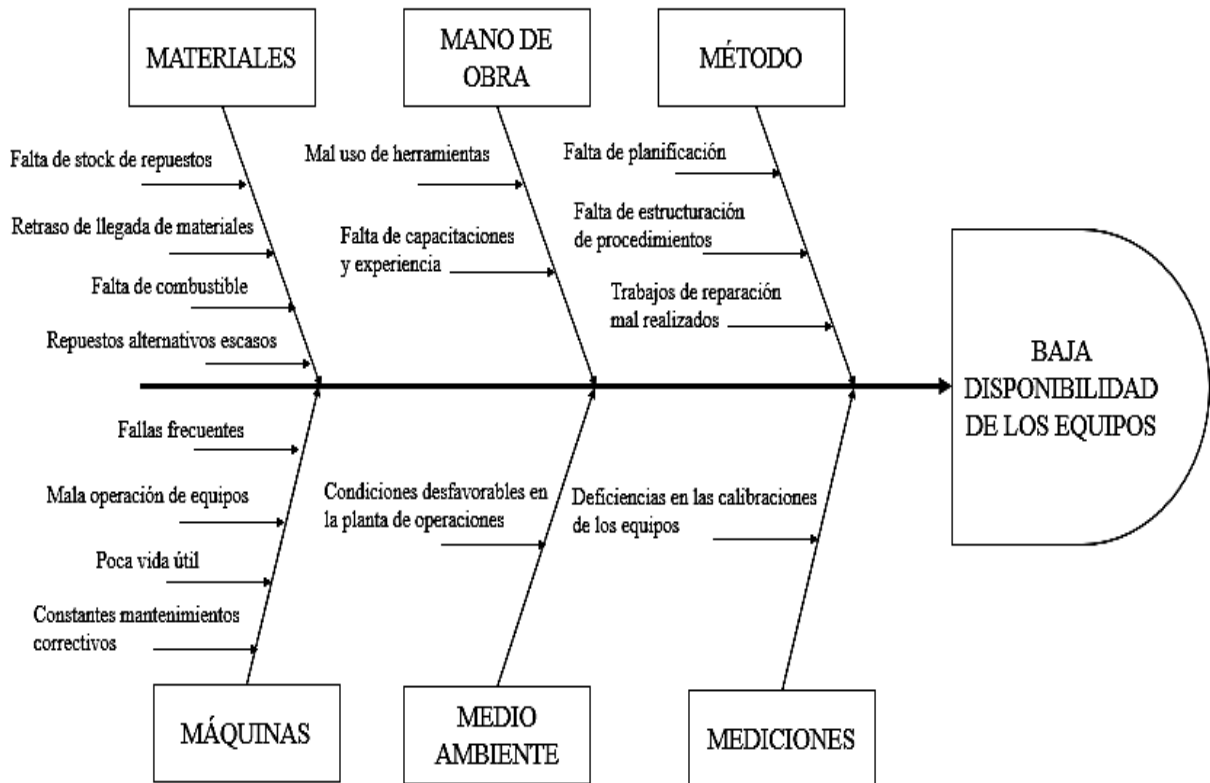 MATERIALES
MANO DE
OBRA
MÉTODO
Falta de stock de repuestos
Retraso de llegada de materiales
Falta de combustible
Repuestos alternativos escasos
Mal uso de herramientas
Falta de capacitaciones
y experiencia
Falta de planificación
Falta de estructuración
de procedimientos
Trabajos de reparación
mal realizados
BAJA
DISPONIBILIDAD
DE LOS EQUIPOS
Fallas frecuentes
Mala operación de equipos
Poca vida útil
Constantes mantenimientos
correctivos
Condiciones desfavorables en
la planta de operaciones
Deficiencias en las calibraciones
de los equipos
MÁQUINAS
MEDIO
AMBIENTE
MEDICIONES